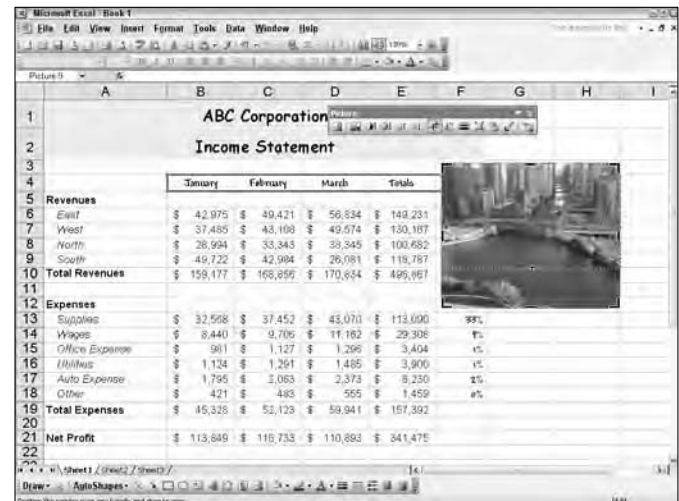 Microsoft Excel - Book 1
File Edit View Insert Format Tools Data Window Help
Picture 9
A B C D E F G H I
1 ABC Corporation
Picture
2 Income Statement
3
4 January February March Totals
5 Revenues
6 East $ 42,975 $ 49,421 $ 56,834 $ 149,231
7 West $ 37,485 $ 43,108 $ 49,574 $ 130,167
8 North $ 28,994 $ 33,343 $ 38,345 $ 100,682
9 South $ 49,722 $ 42,984 $ 26,081 $ 118,787
10 Total Revenues $ 159,177 $ 168,856 $ 170,834 $ 498,867
11
12 Expenses
13 Supplies $ 32,568 $ 37,452 $ 43,070 $ 113,090
14 Wages $ 8,440 $ 9,706 $ 11,162 $ 29,308
15 Office Expense $ 981 $ 1,127 $ 1,296 $ 3,404
16 Utilities $ 1,124 $ 1,291 $ 1,485 $ 3,900
17 Auto Expense $ 1,795 $ 2,063 $ 2,373 $ 6,230 2%
18 Other $ 421 $ 483 $ 555 $ 1,459 0%
19 Total Expenses $ 45,328 $ 52,123 $ 59,941 $ 157,392
20
21 Net Profit $ 113,849 $ 116,733 $ 110,893 $ 341,475
22
Sheet1 / Sheet2 / Sheet3 /
Draw AutoShapes